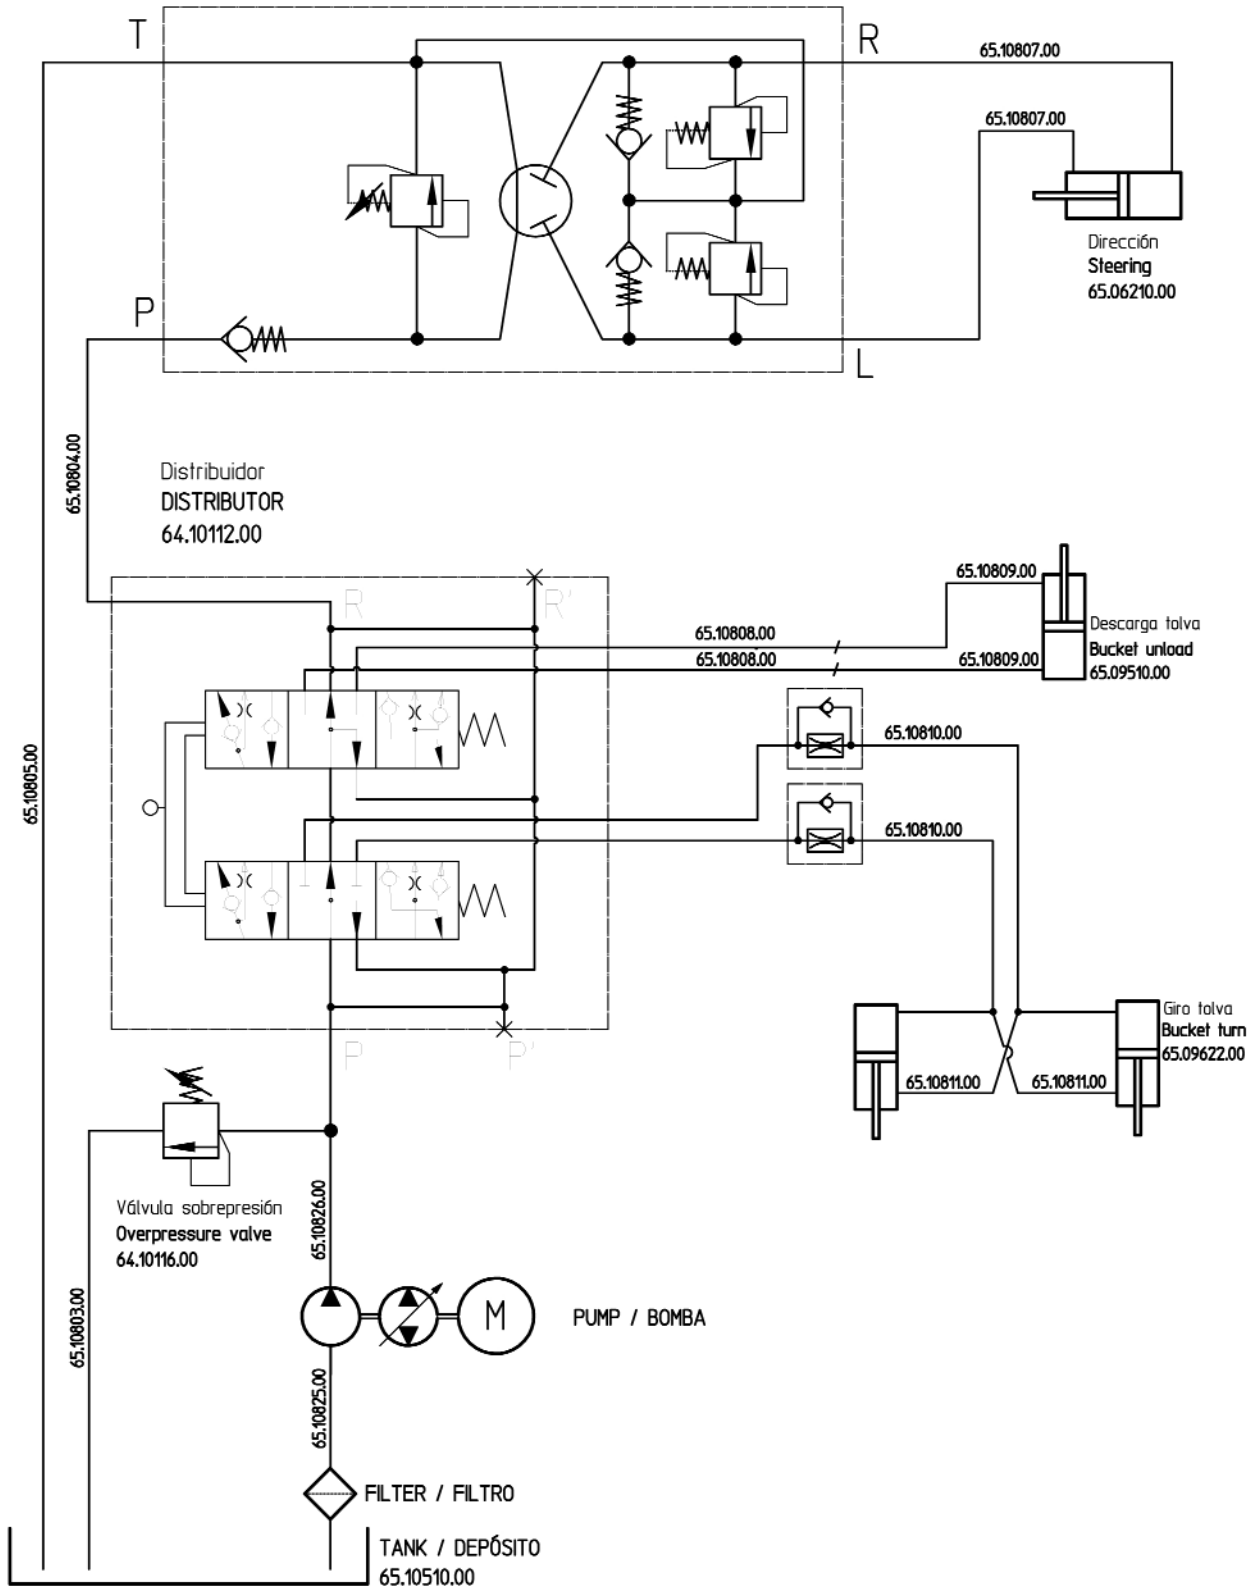 T
R
65.10807.00
65.10807.00
Dirección
Steering
65.06210.00
P
L
65.10804.00
Distribuidor
DISTRIBUTOR
64.10112.00
R
R'
65.10809.00
65.10808.00
65.10808.00
65.10809.00
Descarga tolva
Bucket unload
65.09510.00
65.10805.00
65.10810.00
65.10810.00
Giro tolva
Bucket turn
65.09622.00
65.10811.00
65.10811.00
P
P'
Válvula sobrepresión
Overpressure valve
64.10116.00
65.10826.00
65.10803.00
M
PUMP / BOMBA
65.10825.00
FILTER / FILTRO
TANK / DEPÓSITO
65.10510.00